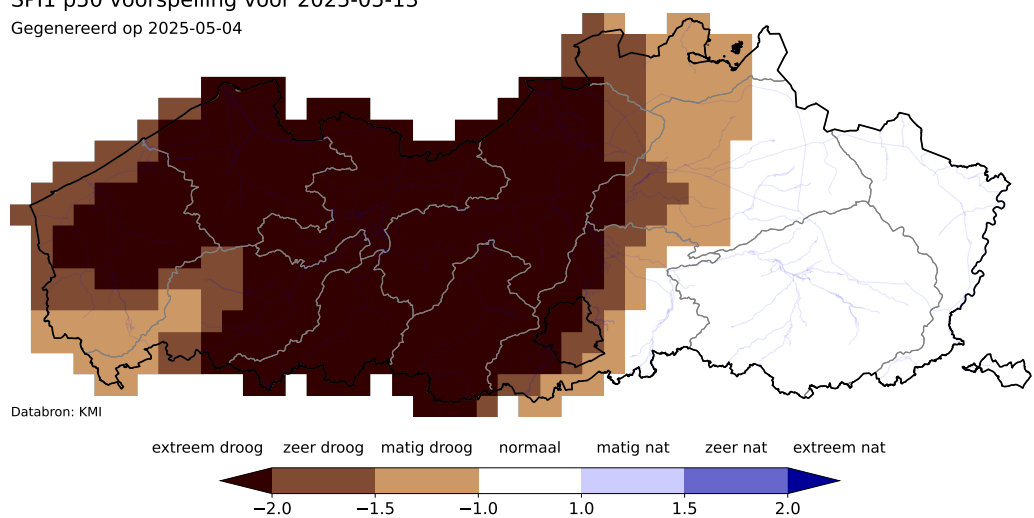 SPI1 p50 voorspelling voor 2025-05-13
Gegenereerd op 2025-05-04
Databron: KMI
extreem droog zeer droog matig droog normaal matig nat zeer nat extreem nat
−2.0 −1.5 −1.0 1.0 1.5 2.0